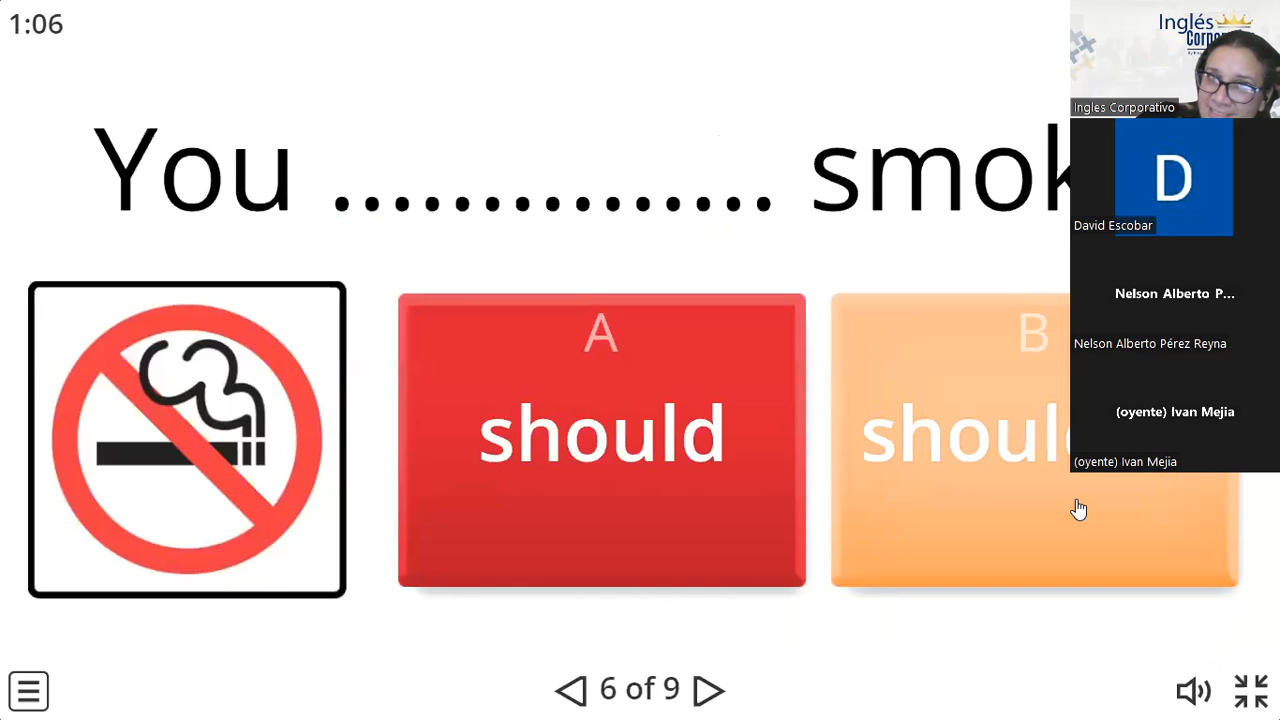 1:06
Inglés
Ingles Corporativo
You .............. smok
D
David Escobar
Nelson Alberto P...
Nelson Alberto Pérez Reyna
A
B
should
shoul
(oyente) Ivan Mejia
(oyente) Ivan Mejia
6 of 9